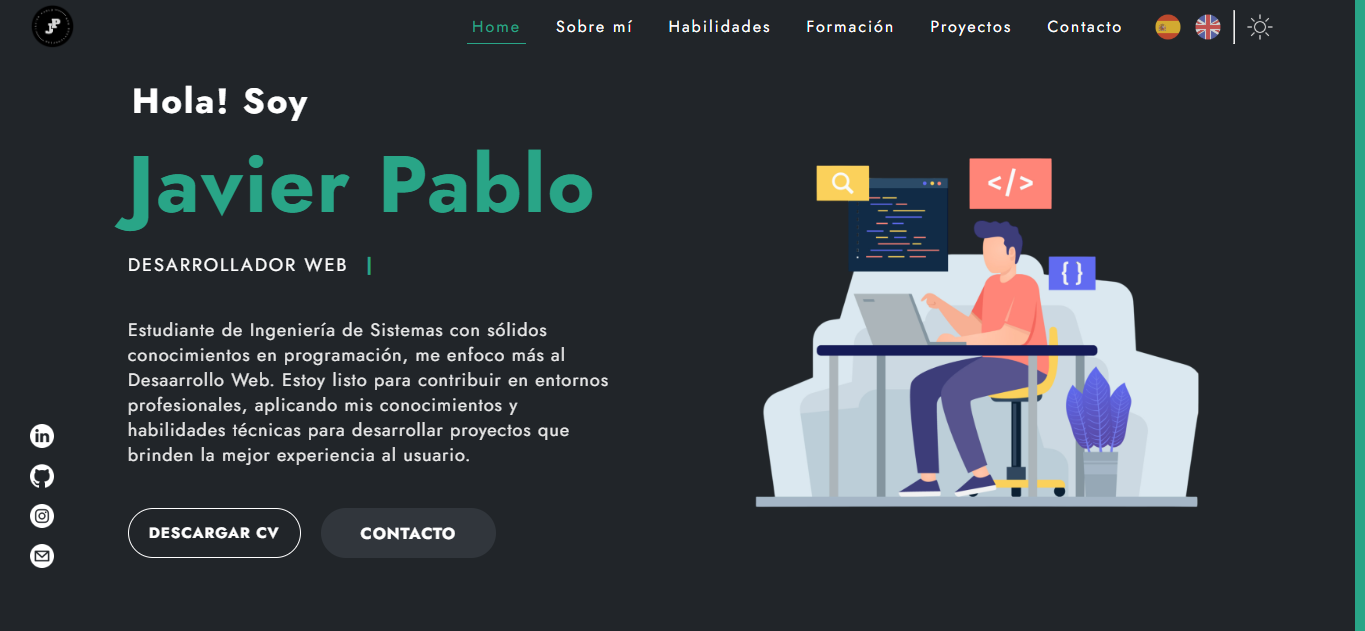 JP
Home
Sobre mí
Habilidades
Formación
Proyectos
Contacto
Hola! Soy
Javier Pablo
DESARROLLADOR WEB
</>
{ }
Estudiante de Ingeniería de Sistemas con sólidos
conocimientos en programación, me enfoco más al
Desaarrollo Web. Estoy listo para contribuir en entornos
profesionales, aplicando mis conocimientos y
habilidades técnicas para desarrollar proyectos que
brinden la mejor experiencia al usuario.
in
DESCARGAR CV
CONTACTO